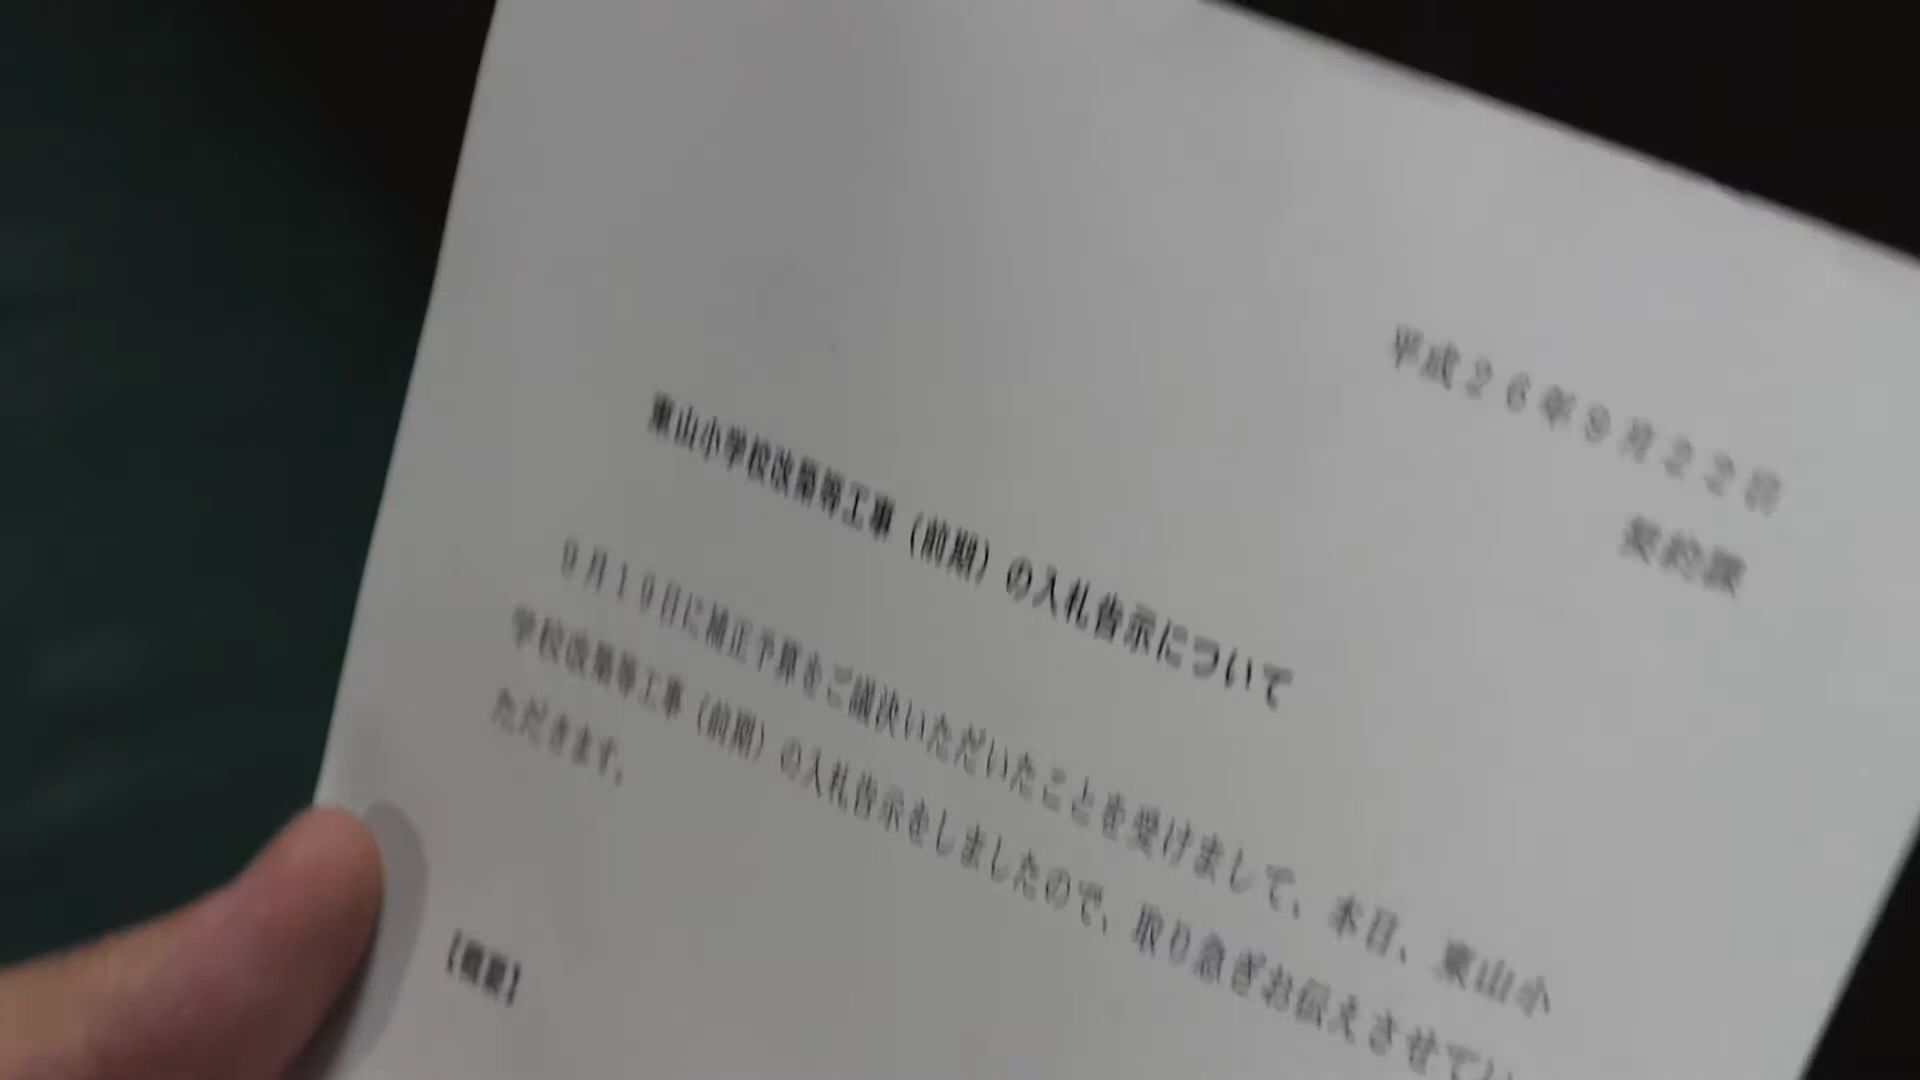 平成26年9月22日
契約課
東山小学校改築等工事（前期）の入札告示について
9月19日に補正予算をご議決いただいたことを受けまして、本日、東山小
学校改築等工事（前期）の入札告示をしましたので、取り急ぎお伝えさせてい
ただきます。
【概要】